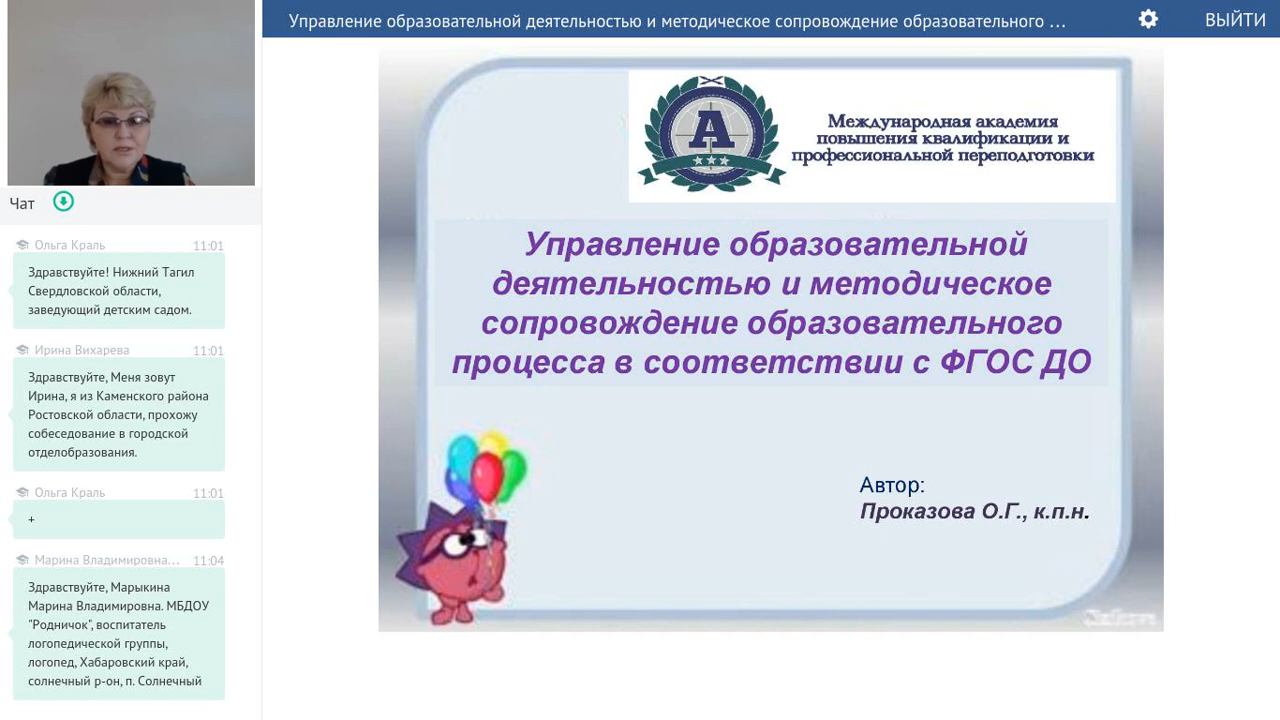 Управление образовательной деятельностью и методическое сопровождение образовательного ...
ВЫЙТИ
Чат
Ольга Краль 11:01
Здравствуйте! Нижний Тагил
Свердловской области,
заведующий детским садом.
Ирина Вихарева 11:01
Здравствуйте, Меня зовут
Ирина, я из Каменского района
Ростовской области, прохожу
собеседование в городской
отделобразования.
Ольга Краль 11:01
+
Марина Владимировна... 11:04
Здравствуйте, Марыкина
Марина Владимировна. МБДОУ
"Родничок", воспитатель
логопедической группы,
логопед, Хабаровский край,
солнечный р-он, п. Солнечный
А
Международная академия
повышения квалификации и
профессиональной переподготовки
Управление образовательной
деятельностью и методическое
сопровождение образовательного
процесса в соответствии с ФГОС ДО
Автор:
Проказова О.Г., к.п.н.